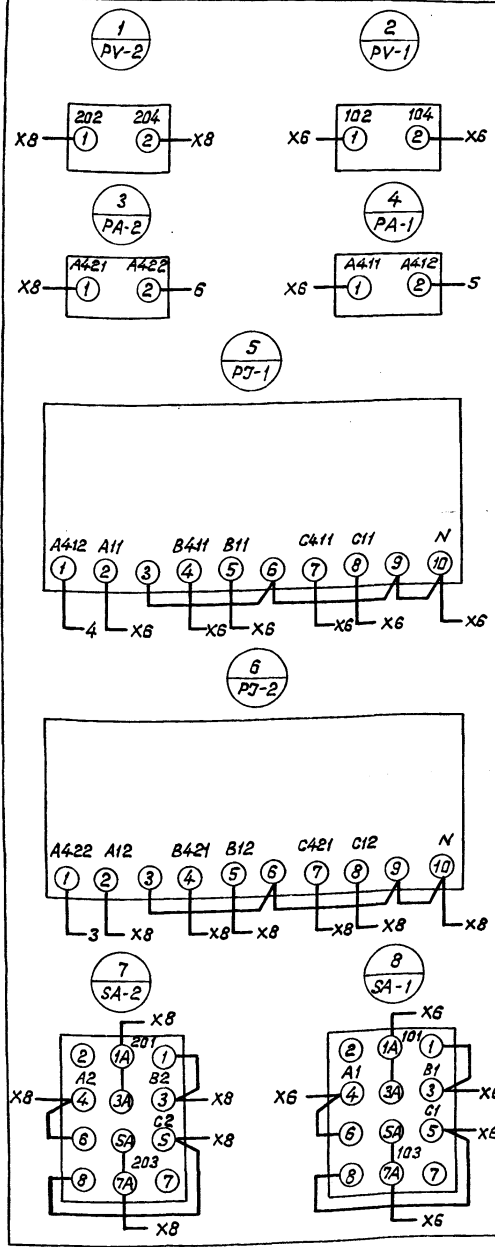 1 2
PV-2 PV-1
202 204 102 104
X8 1 2 X8 X6 1 2 X6
3 4
PA-2 PA-1
A421 A422 A411 A412
X8 1 2 6 X6 1 2 5
5
PJ-1
A412 A11 B411 B11 C411 C11 N
1 2 3 4 5 6 7 8 9 10
4 X6 X6 X6 X6 X6 X6
6
PJ-2
A422 A12 B421 B12 C421 C12 N
1 2 3 4 5 6 7 8 9 10
3 X8 X8 X8 X8 X8 X8
7 8
SA-2 SA-1
X8 X6
201 101
2 1A 1 2 1A 1
A2 B2 A1 B1
X8 4 3A 3 X8 X6 4 3A 3 X6
C2 C1
6 5A 5 X8 6 5A 5 X6
203 103
8 7A 7 8 7A 7
X8 X6